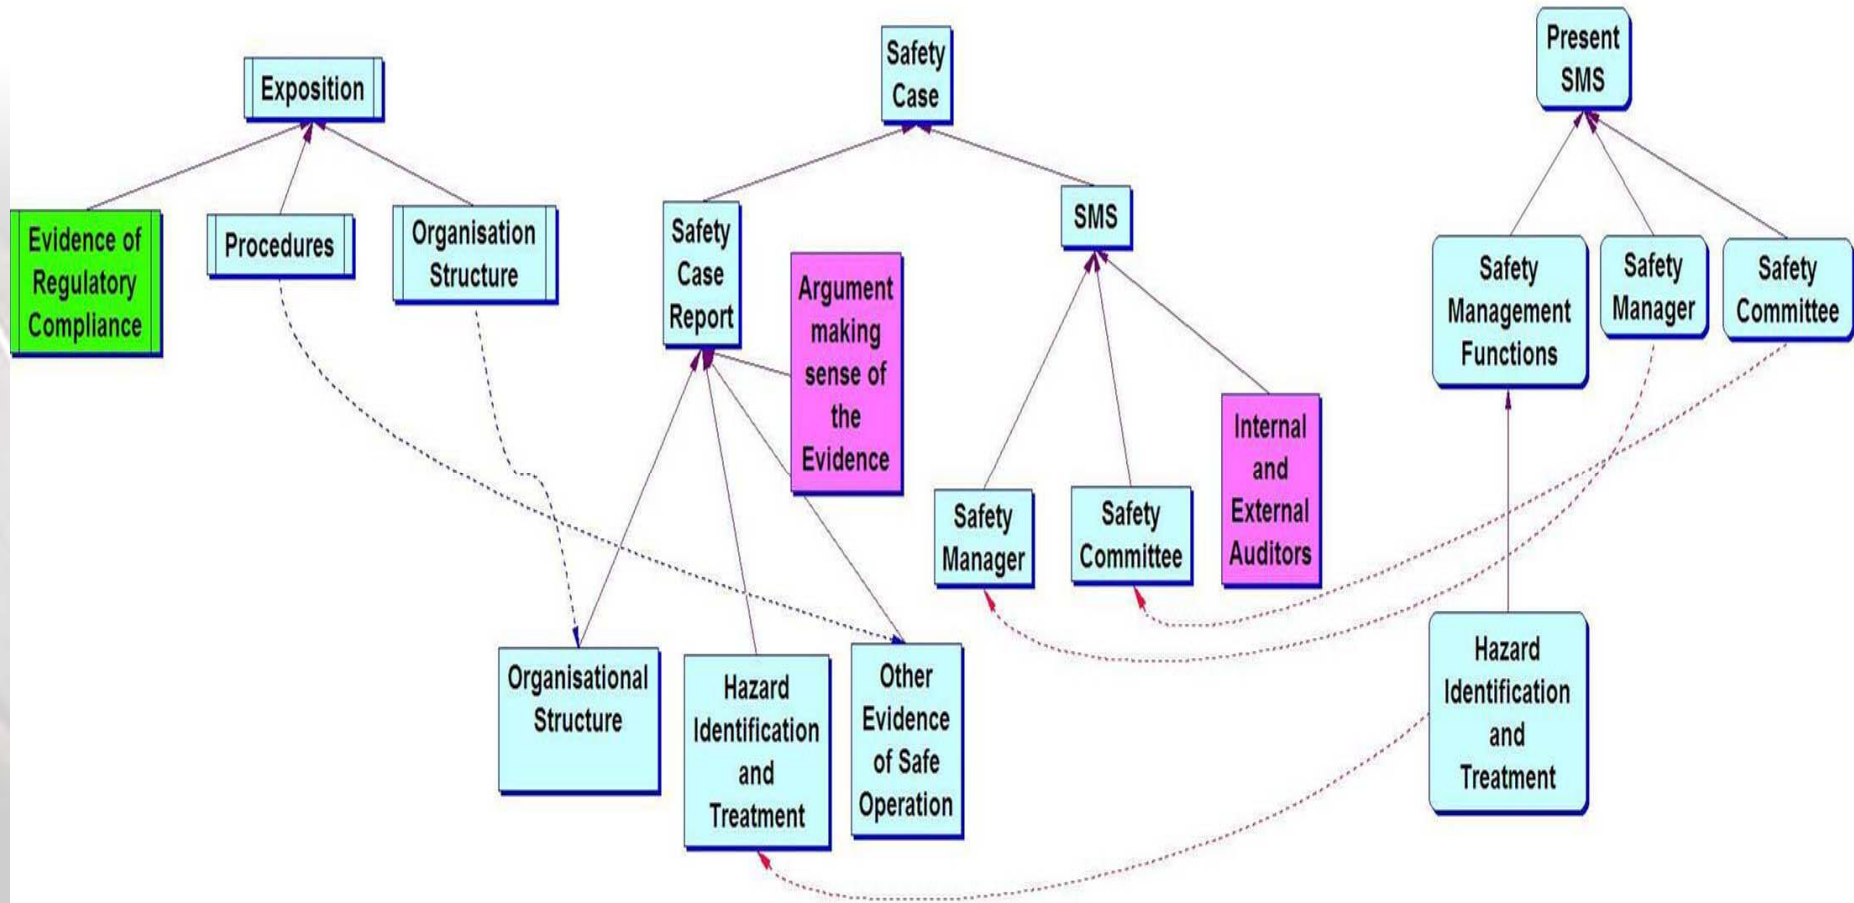 Exposition
Evidence of
Regulatory
Compliance
Procedures
Organisation
Structure
Safety
Case
Safety
Case
Report
Argument
making
sense of
the
Evidence
SMS
Organisational
Structure
Hazard
Identification
and
Treatment
Other
Evidence
of Safe
Operation
Safety
Manager
Safety
Committee
Internal
and
External
Auditors
Present
SMS
Safety
Management
Functions
Safety
Manager
Safety
Committee
Hazard
Identification
and
Treatment